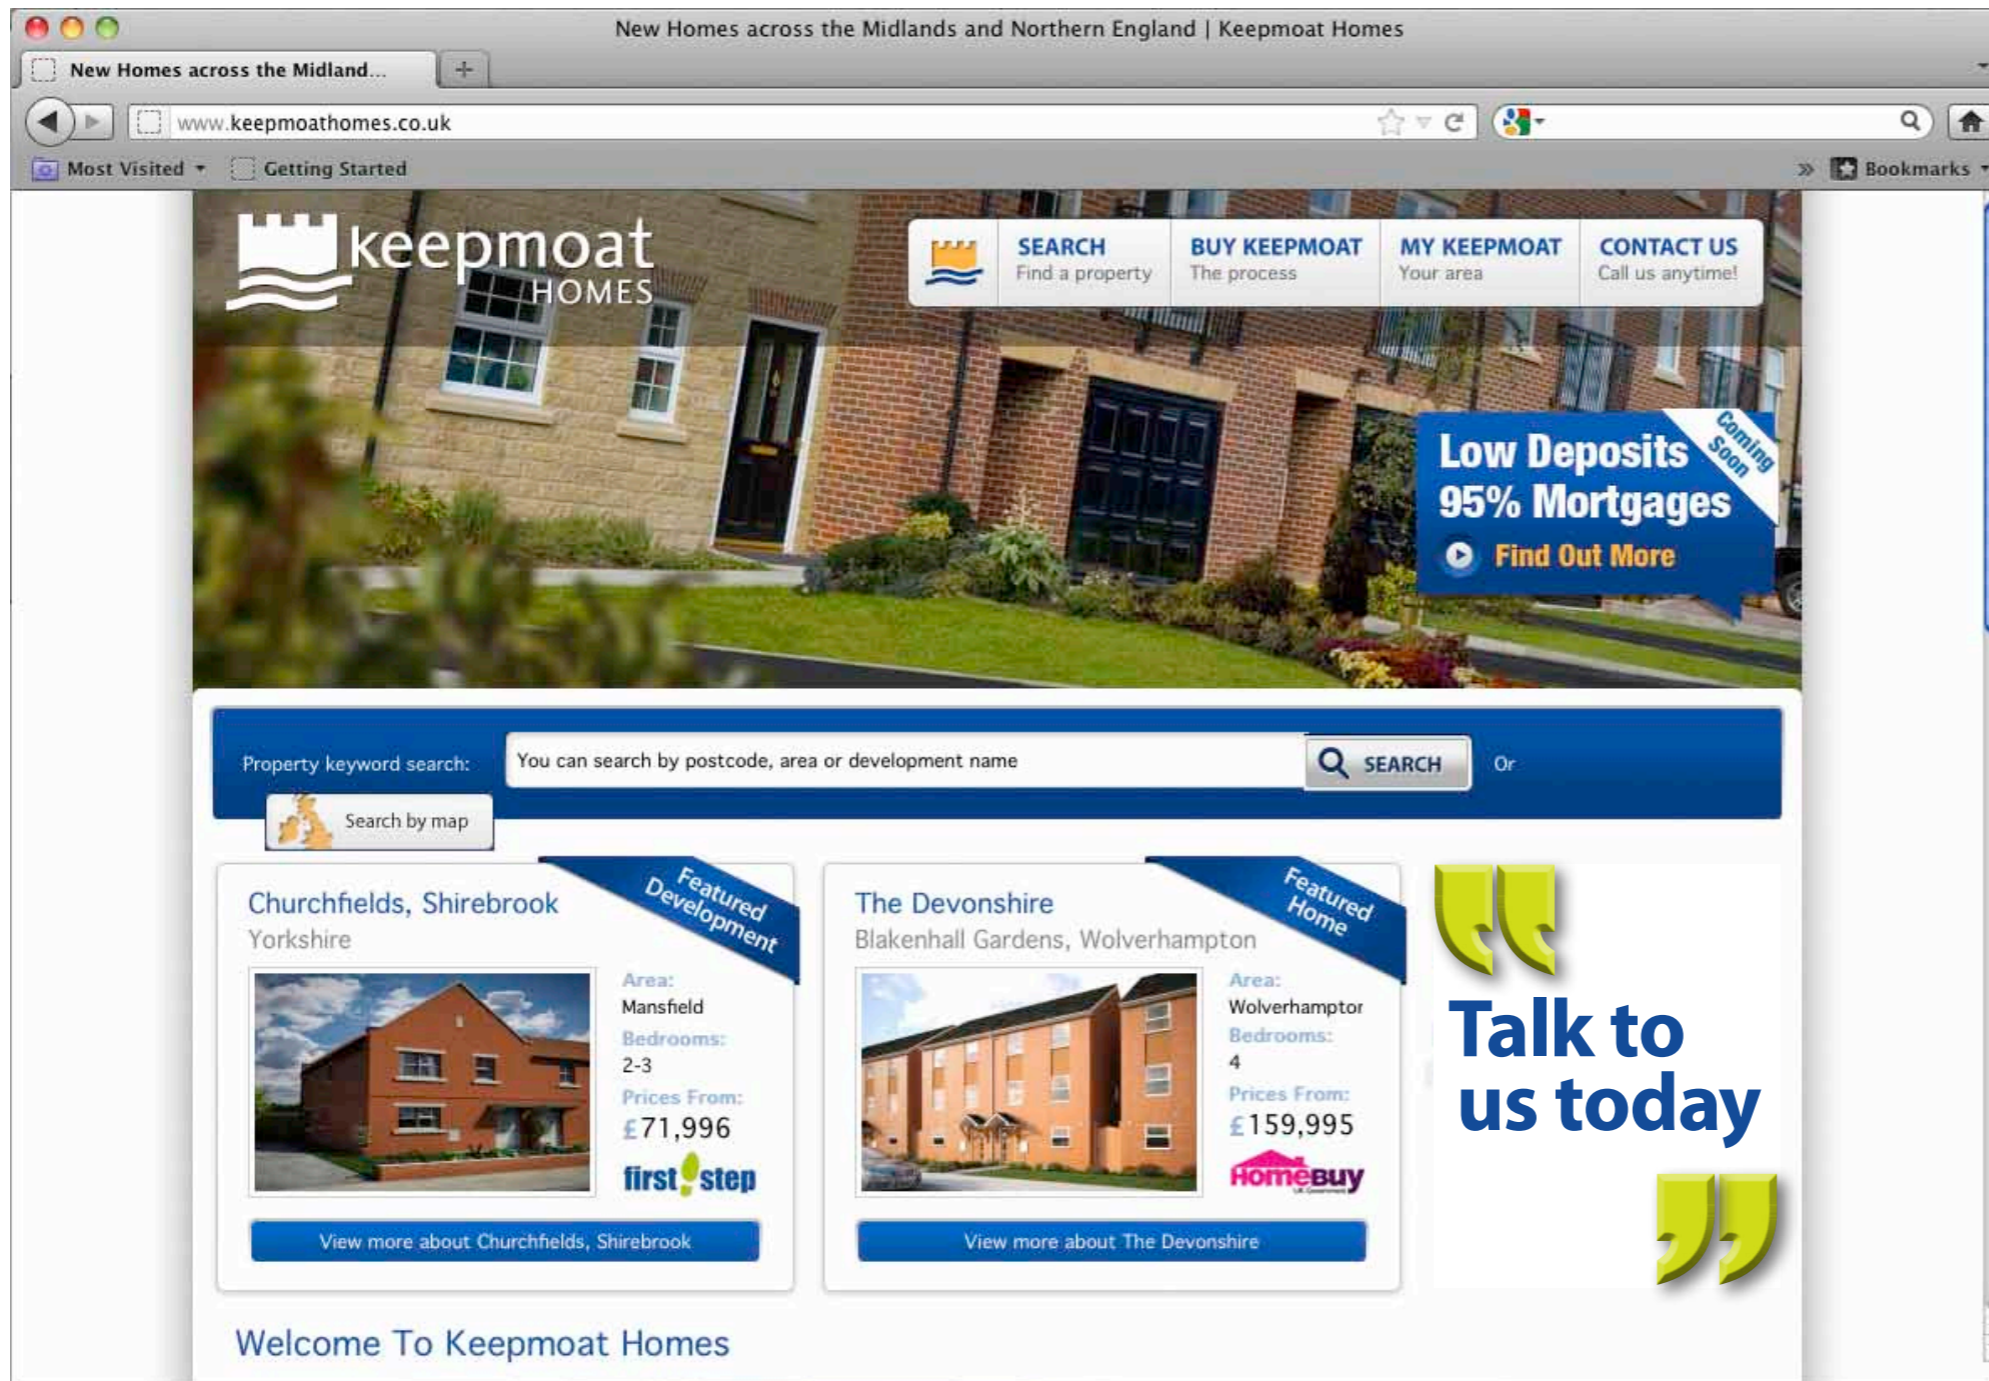 New Homes across the Midlands and Northern England | Keepmoat Homes
New Homes across the Midland...
www.keepmoathomes.co.uk
Most Visited
Getting Started
Bookmarks
keepmoat
HOMES
SEARCH
Find a property
BUY KEEPMOAT
The process
MY KEEPMOAT
Your area
CONTACT US
Call us anytime!
Low Deposits
95% Mortgages
Coming
Soon
Find Out More
Property keyword search:
You can search by postcode, area or development name
SEARCH
Or
Search by map
Churchfields, Shirebrook
Yorkshire
Featured
Development
Area:
Mansfield
Bedrooms:
2-3
Prices From:
£71,996
first step
View more about Churchfields, Shirebrook
The Devonshire
Blakenhall Gardens, Wolverhampton
Featured
Home
Area:
Wolverhamptor
Bedrooms:
4
Prices From:
£159,995
HomeBuy
View more about The Devonshire
Talk to
us today
Welcome To Keepmoat Homes